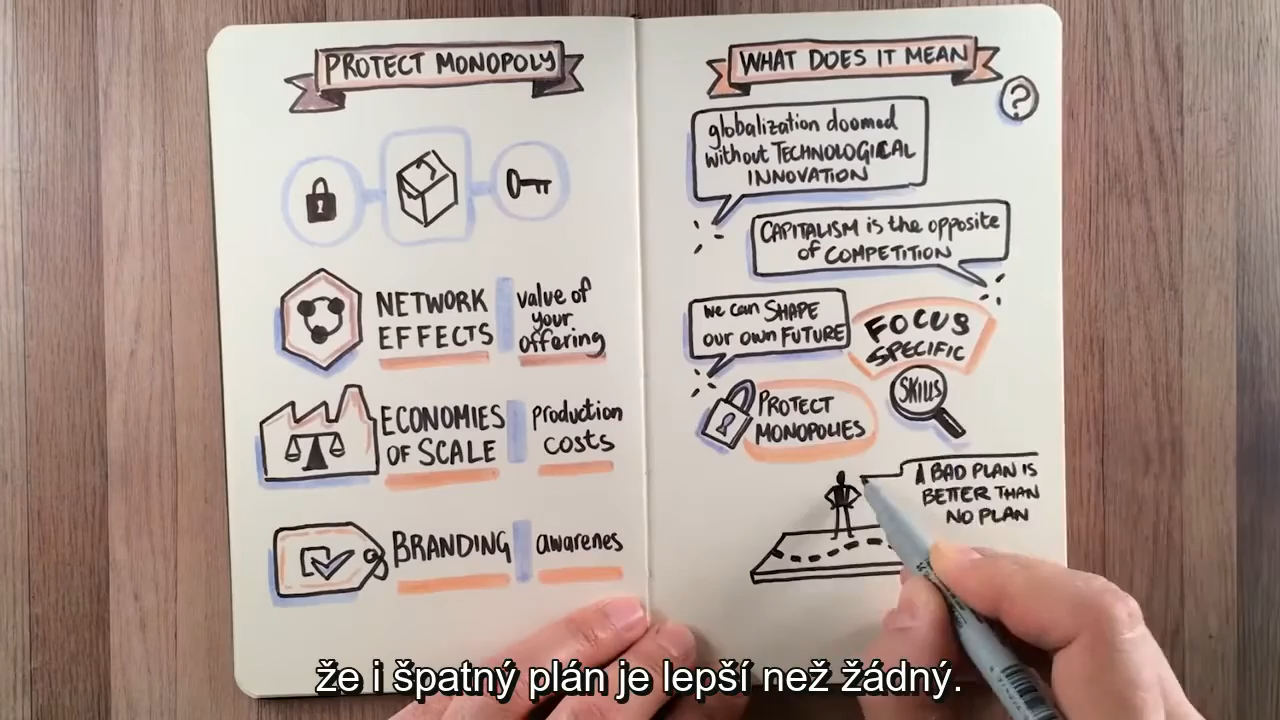 PROTECT MONOPOLY
NETWORK
EFFECTS
value of
your
offering
ECONOMIES
OF SCALE
production
costs
BRANDING
awarenes
WHAT DOES IT MEAN
?
globalization doomed
without TECHNOLOGICAL
INNOVATION
CAPITALISM is the opposite
of COMPETITION
we can SHAPE
our own FUTURE
FOCUS
SPECIFIC
SKILLS
PROTECT
MONOPOLIES
A BAD PLAN IS
BETTER THAN
NO PLAN
že i špatný plán je lepší než žádný.